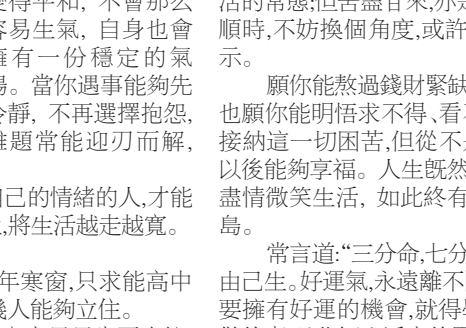 變得平和, 不會那么
容易生氣, 自身也會
擁有一份穩定的氣
場。當你遇事能夠先
冷靜, 不再選擇抱怨,
難題常能迎刃而解,
自己的情緒的人,才能
,將生活越走越寬。
年寒窗,只求能高中
幾人能夠立住。
活的常態;但苦盡甘來,亦是
順時,不妨換個角度,或許
示。
願你能熬過錢財緊缺
也願你能明悟求不得、看
接納這一切困苦,但從不
以後能夠享福。人生既然
盡情微笑生活, 如此終有
島。
常言道:“三分命,七分
由己生。好運氣,永遠離不
要擁有好運的機會,就得